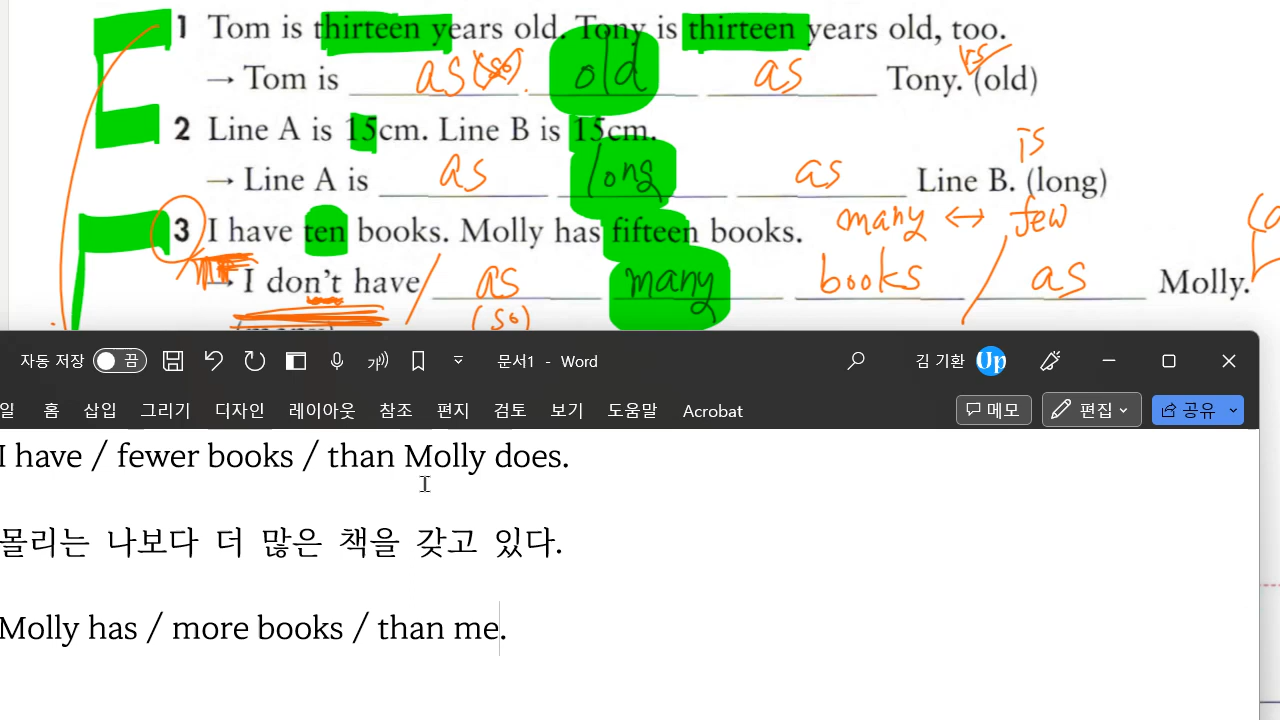 1 Tom is thirteen years old. Tony is thirteen years old, too.
→ Tom is as (so) old as Tony. is (old)
2 Line A is 15cm. Line B is 15cm.
→ Line A is as long as Line B. is (long)
3 I have ten books. Molly has fifteen books. many ↔ few
→ I don't have / as (so) many books / as Molly.
(many)
자동 저장 끔 가)) 문서1 - Word 김 기환 Up
일 홈 삽입 그리기 디자인 레이아웃 참조 편지 검토 보기 도움말 Acrobat 메모 편집 공유
I have / fewer books / than Molly does.
몰리는 나보다 더 많은 책을 갖고 있다.
Molly has / more books / than me.